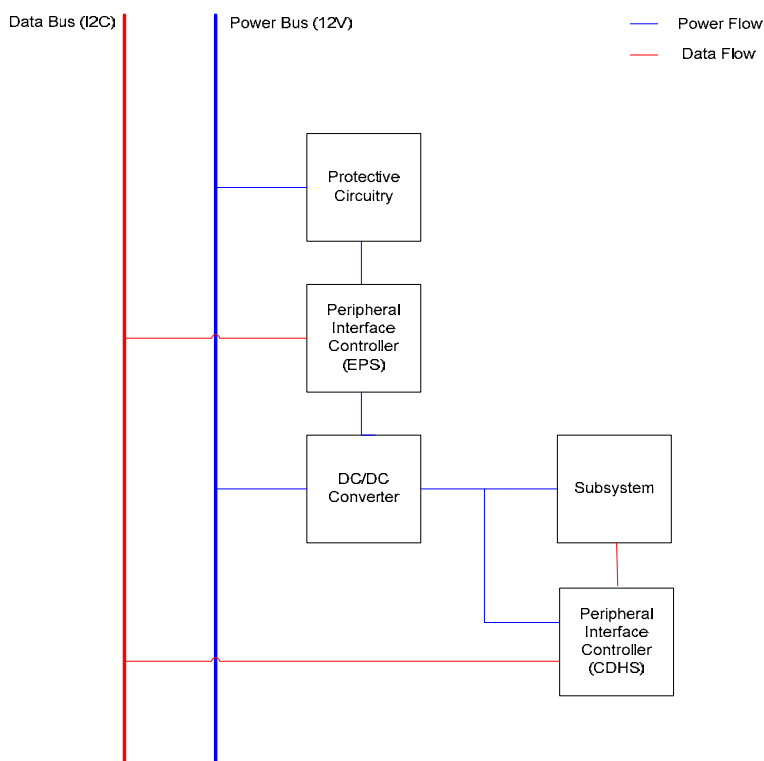 Data Bus (I2C)
Power Bus (12V)
Power Flow
Data Flow
Protective
Circuitry
Peripheral
Interface
Controller
(EPS)
DC/DC
Converter
Subsystem
Peripheral
Interface
Controller
(CDHS)